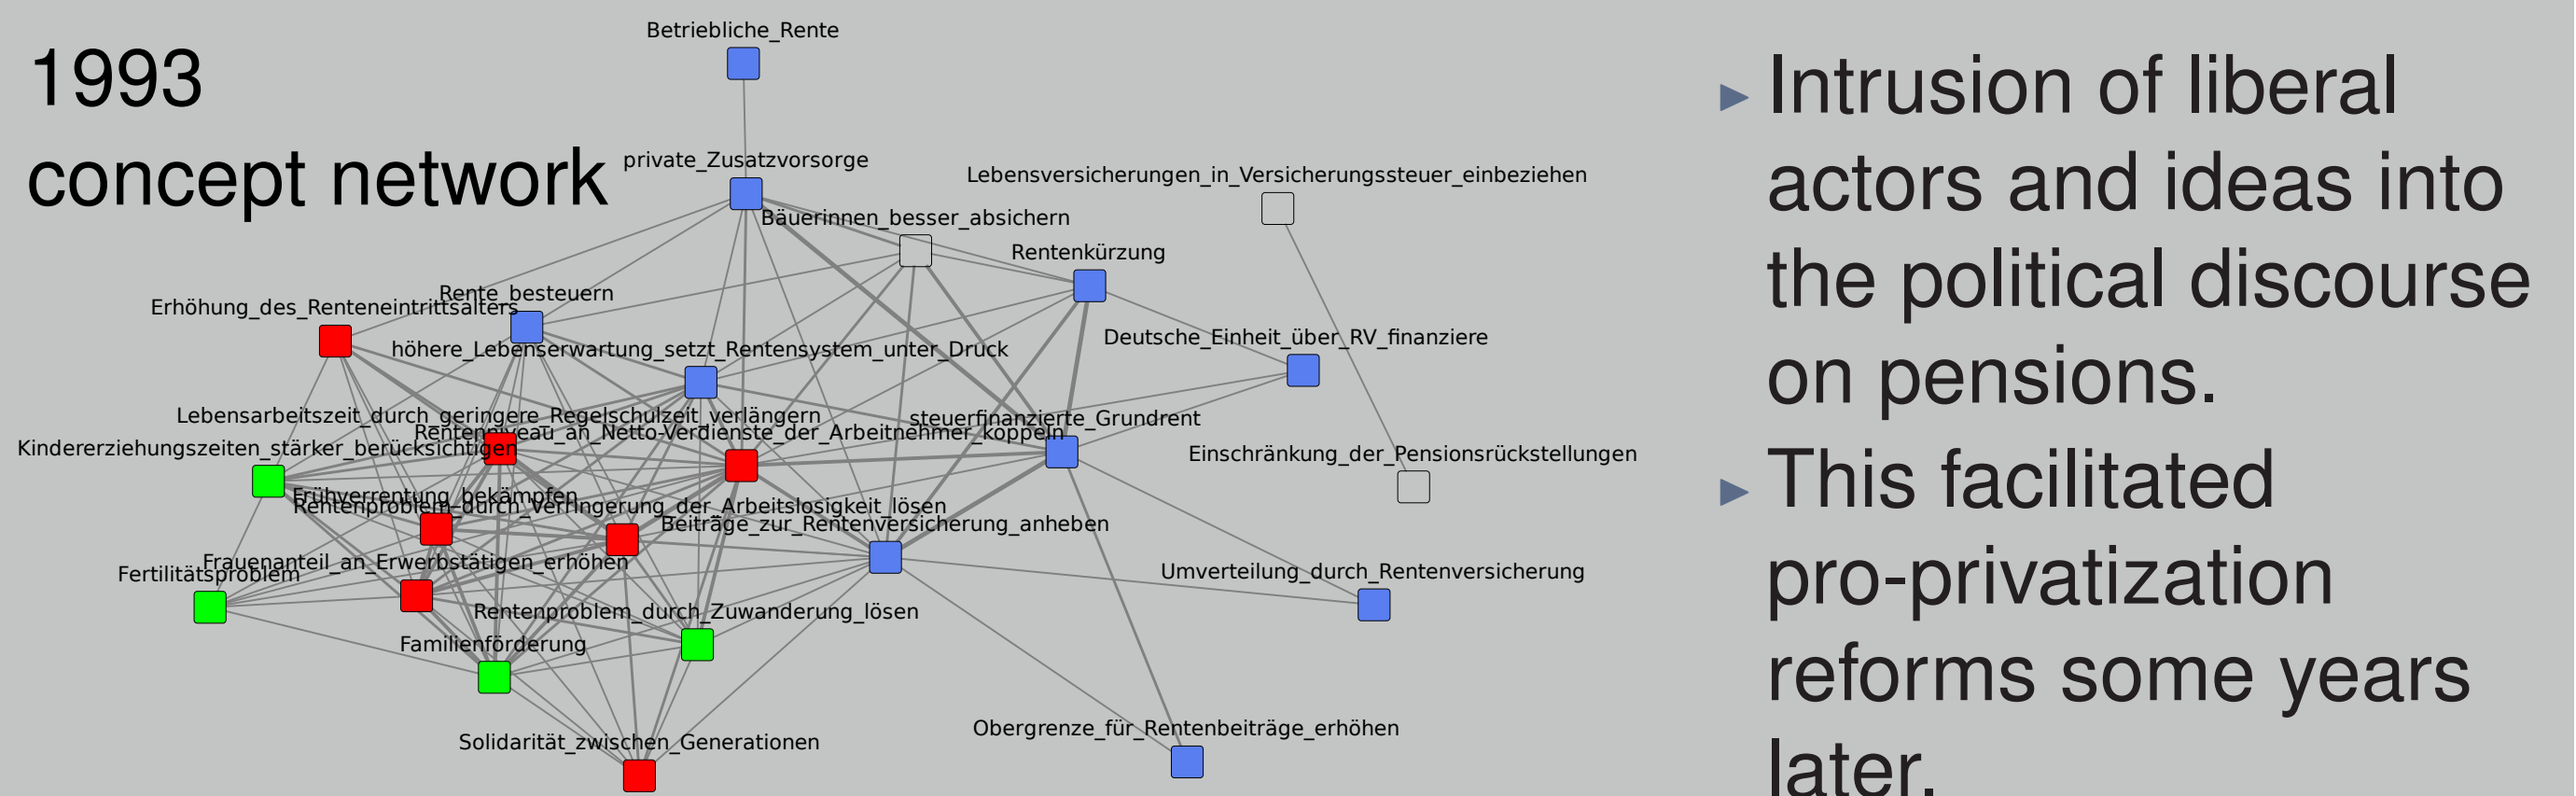 1993
concept network
Betriebliche_Rente
private_Zusatzvorsorge
Lebensversicherungen_in_Versicherungssteuer_einbeziehen
Bäuerinnen_besser_absichern
Rentenkürzung
Rente_besteuern
Erhöhung_des_Renteneintrittsalters
Deutsche_Einheit_über_RV_finanziere
höhere_Lebenserwartung_setzt_Rentensystem_unter_Druck
Lebensarbeitszeit_durch_geringere_Regelschulzeit_verlängern
steuerfinanzierte_Grundrent
Rentenniveau_an_Netto-Verdienste_der_Arbeitnehmer_koppeln
Kindererziehungszeiten_stärker_berücksichtigen
Einschränkung_der_Pensionsrückstellungen
Frühverrentung_bekämpfen
Rentenproblem_durch_Verringerung_der_Arbeitslosigkeit_lösen
Beiträge_zur_Rentenversicherung_anheben
Frauenanteil_an_Erwerbstätigen_erhöhen
Fertilitätsproblem
Umverteilung_durch_Rentenversicherung
Rentenproblem_durch_Zuwanderung_lösen
Familienförderung
Obergrenze_für_Rentenbeiträge_erhöhen
Solidarität_zwischen_Generationen
Intrusion of liberal
actors and ideas into
the political discourse
on pensions.
This facilitated
pro-privatization
reforms some years
later.